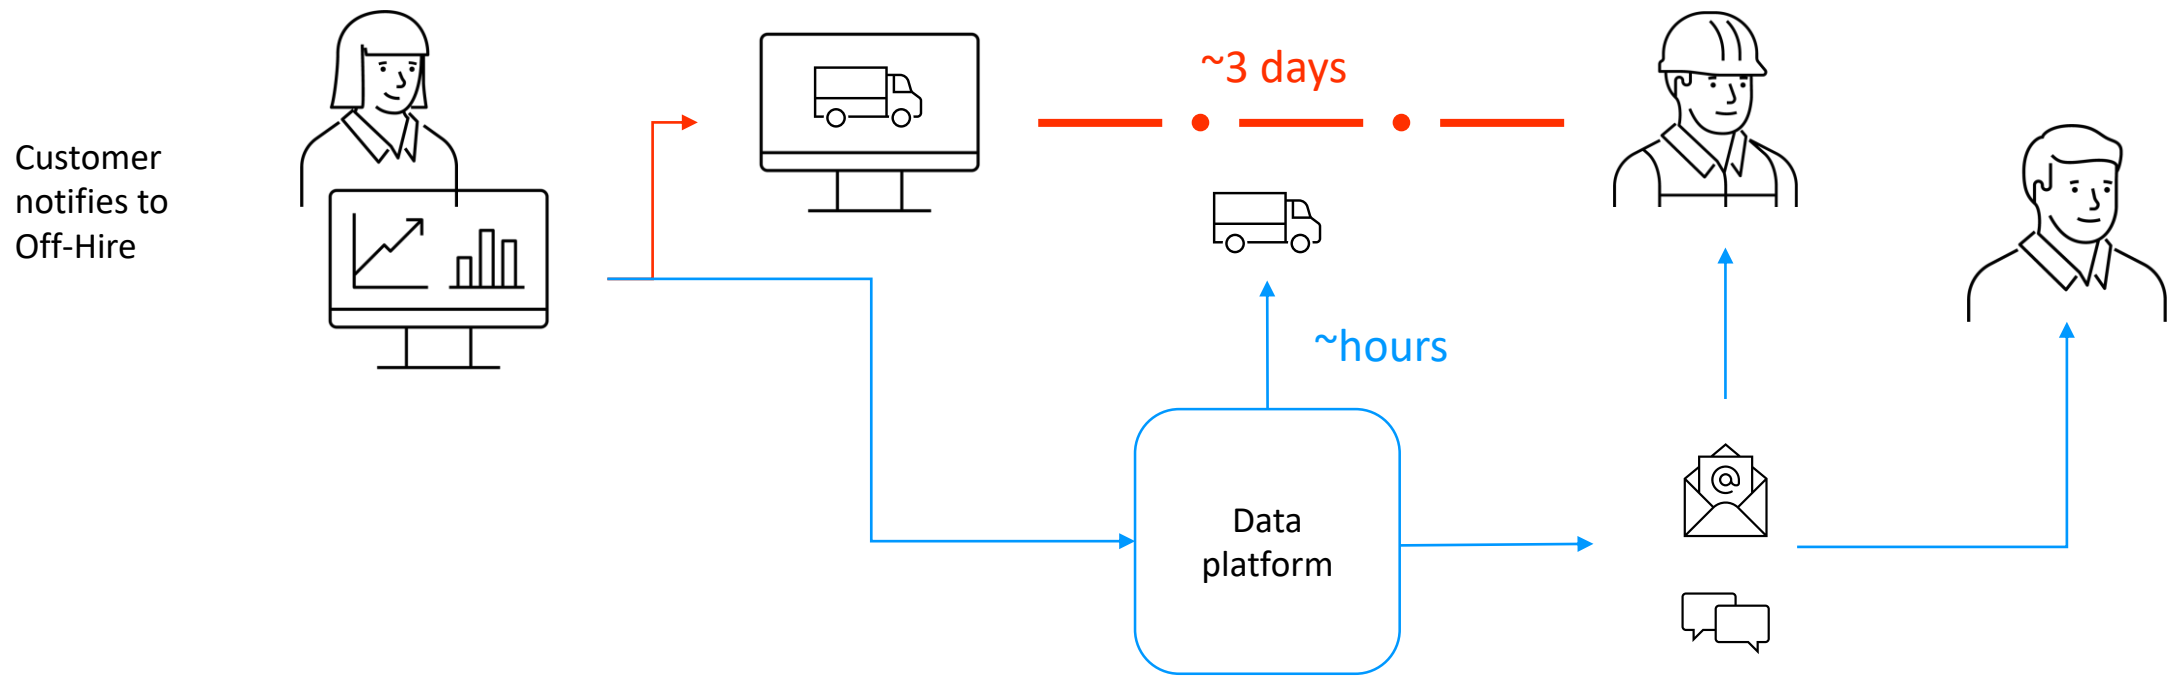 Customer
notifies to
Off-Hire
~3 days
~hours
Data
platform
@